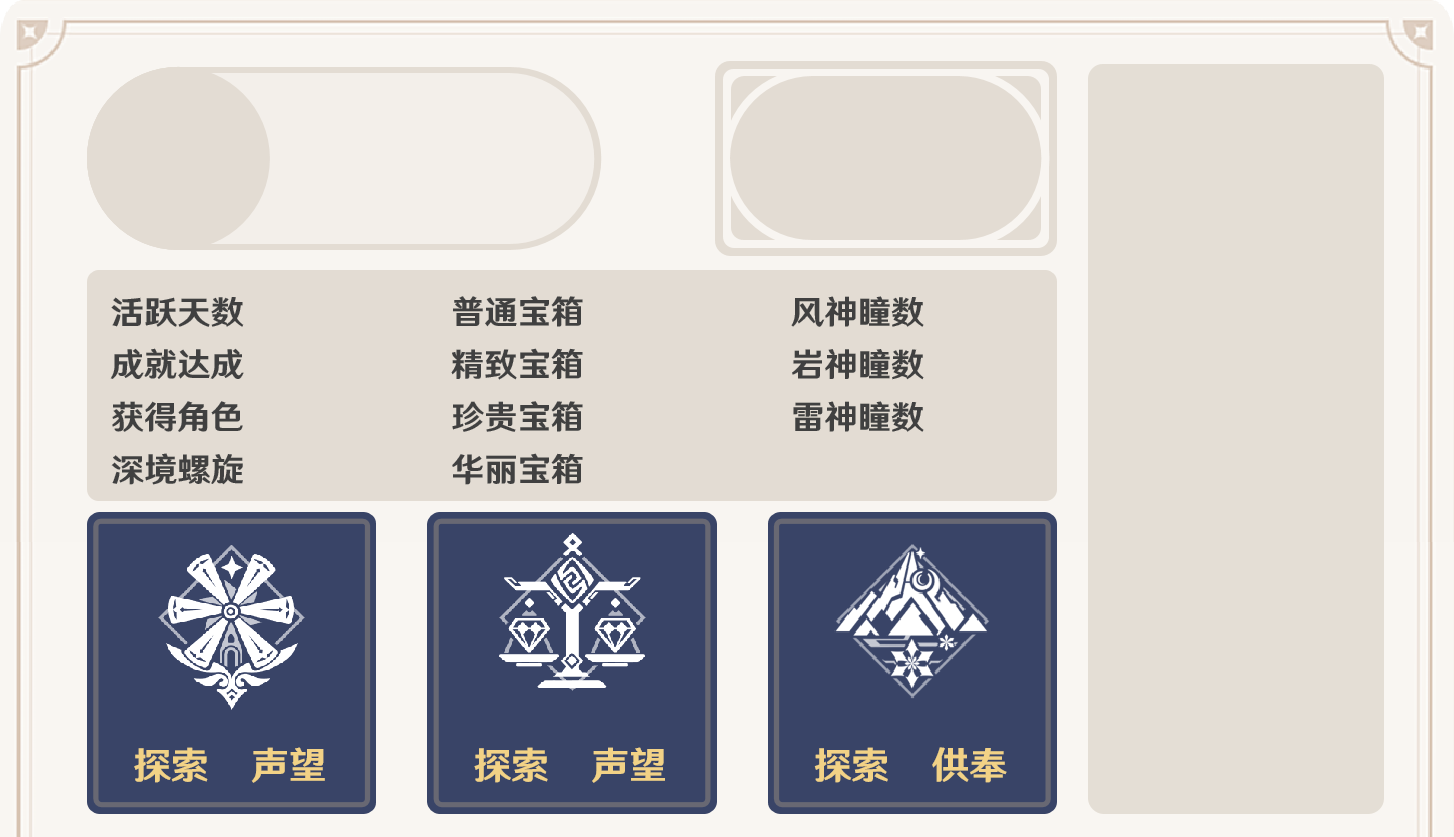 活跃天数 普通宝箱 风神瞳数
成就达成 精致宝箱 岩神瞳数
获得角色 珍贵宝箱 雷神瞳数
深境螺旋 华丽宝箱
探索 声望 探索 声望 探索 供奉